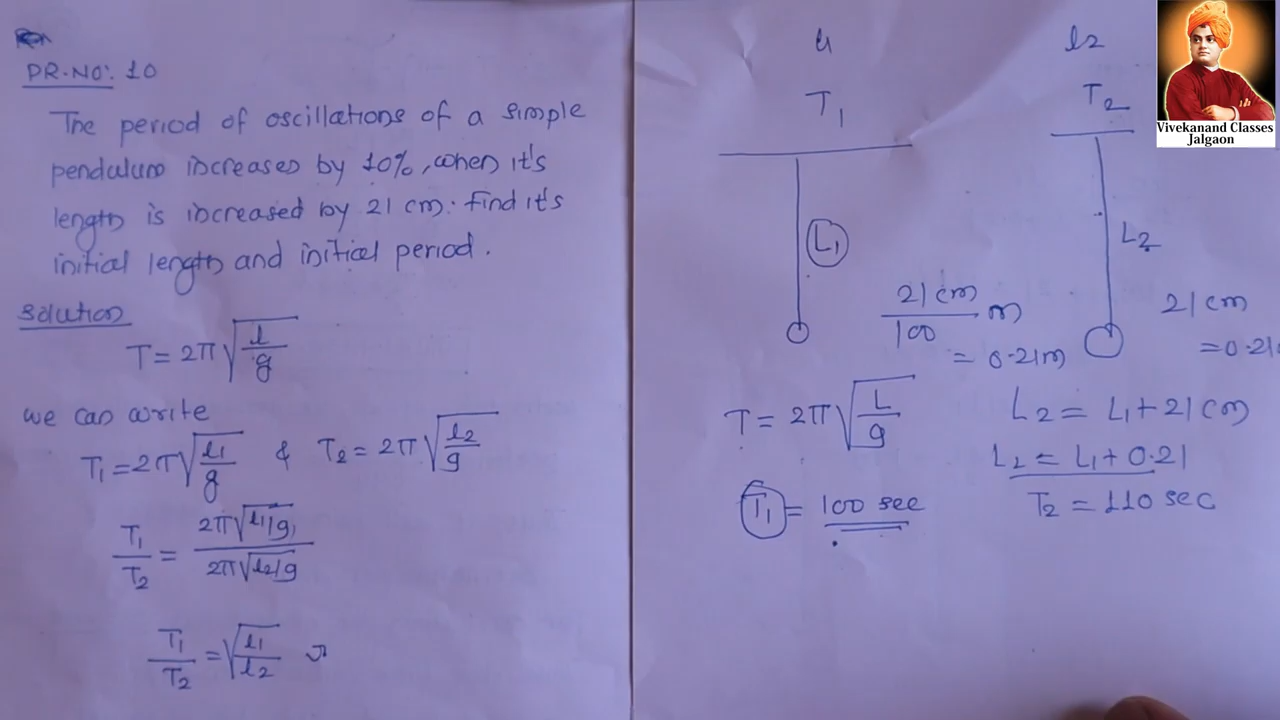 PR.NO: 10
The period of oscillations of a simple
pendulum increases by 10%, when it's
length is increased by 21 cm. find it's
initial length and initial period.
Solution
T = 2π√(l/g)
we can write
T₁ = 2π√(l₁/g) & T₂ = 2π√(l₂/g)
T₁/T₂ = 2π√(l₁/g) / 2π√(l₂/g)
T₁/T₂ = √(l₁/l₂)
l₁
T₁
L₁
21 cm/100 m
= 0.21m
T = 2π√(L/g)
T₁ = 100 sec
l₂
T₂
L₂
21 cm
= 0.21
L₂ = L₁ + 21 cm
L₂ = L₁ + 0.21
T₂ = 110 sec
Vivekanand Classes
Jalgaon